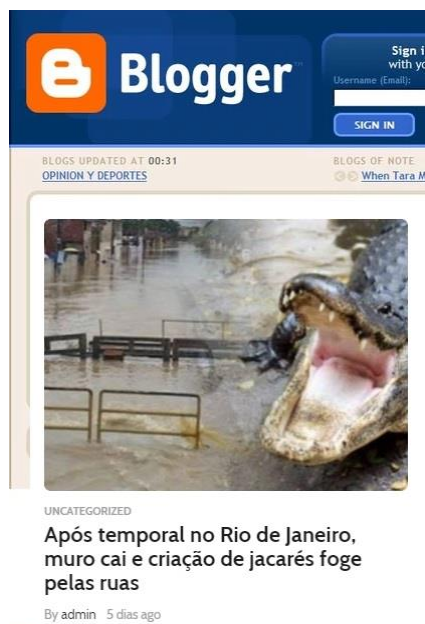 Blogger™
Sign i
with yo
Username (Email):
SIGN IN
BLOGS UPDATED AT 00:31
OPINION Y DEPORTES
BLOGS OF NOTE
When Tara M
UNCATEGORIZED
Após temporal no Rio de Janeiro,
muro cai e criação de jacarés foge
pelas ruas
By admin 5 dias ago